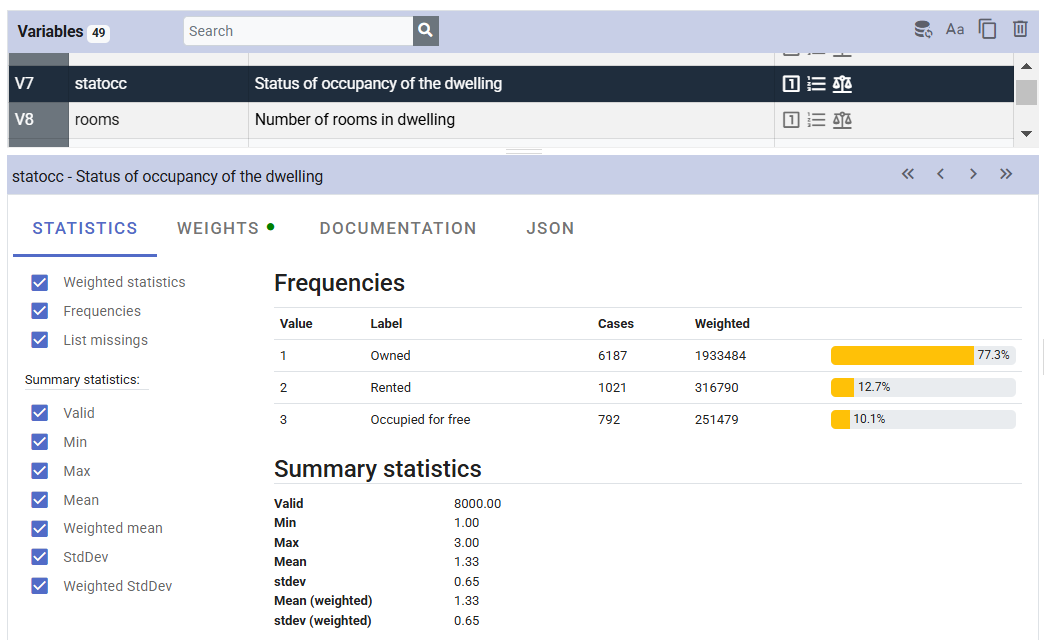 Variables 49 Search Aa
V7 statocc Status of occupancy of the dwelling 1
V8 rooms Number of rooms in dwelling 1
statocc - Status of occupancy of the dwelling
STATISTICS WEIGHTS DOCUMENTATION JSON
Weighted statistics
Frequencies
List missings
Summary statistics:
Valid
Min
Max
Mean
Weighted mean
StdDev
Weighted StdDev
Frequencies
Value Label Cases Weighted
1 Owned 6187 1933484 77.3%
2 Rented 1021 316790 12.7%
3 Occupied for free 792 251479 10.1%
Summary statistics
Valid 8000.00
Min 1.00
Max 3.00
Mean 1.33
stdev 0.65
Mean (weighted) 1.33
stdev (weighted) 0.65